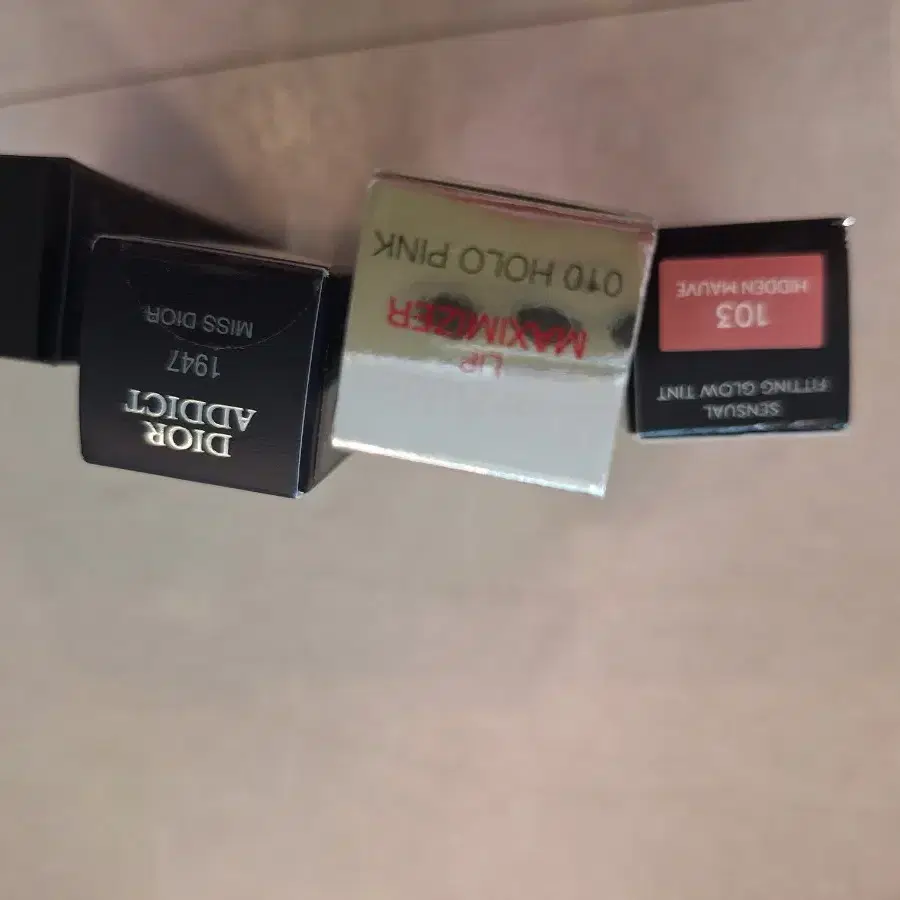 DIOR
ADDICT
1947
MISS DIOR
LIP
MAXIMIZER
010 HOLO PINK
SENSUAL
FITTING GLOW TINT
103
HIDDEN MAUVE